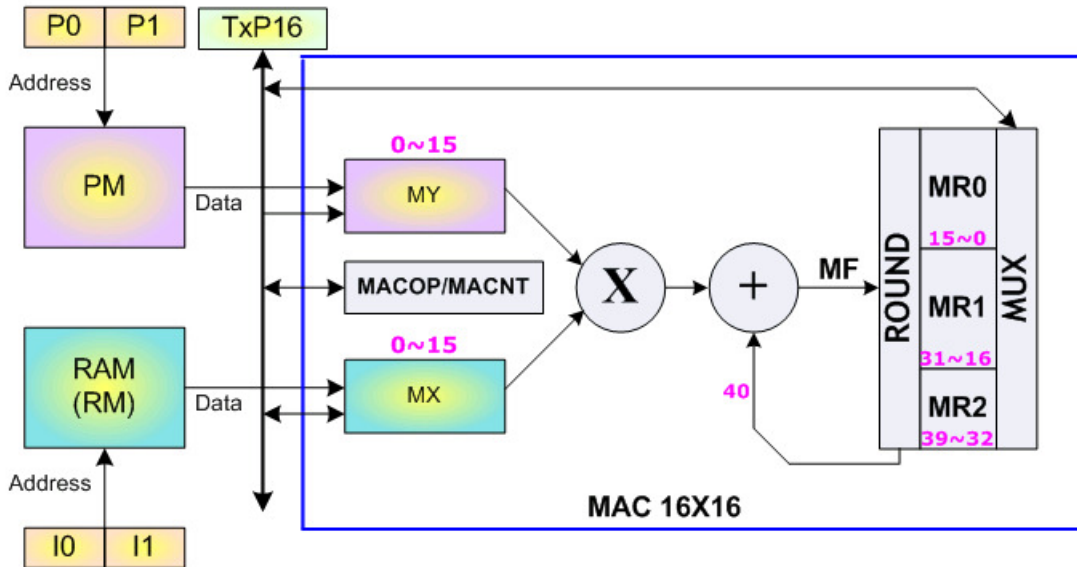 P0 P1
TxP16
Address
PM
Data
0~15
MY
MACOP/MACNT
0~15
MX
RAM
(RM)
Data
Address
I0 I1
X
+
MF
40
ROUND
MR0
15~0
MR1
31~16
MR2
39~32
MUX
MAC 16X16